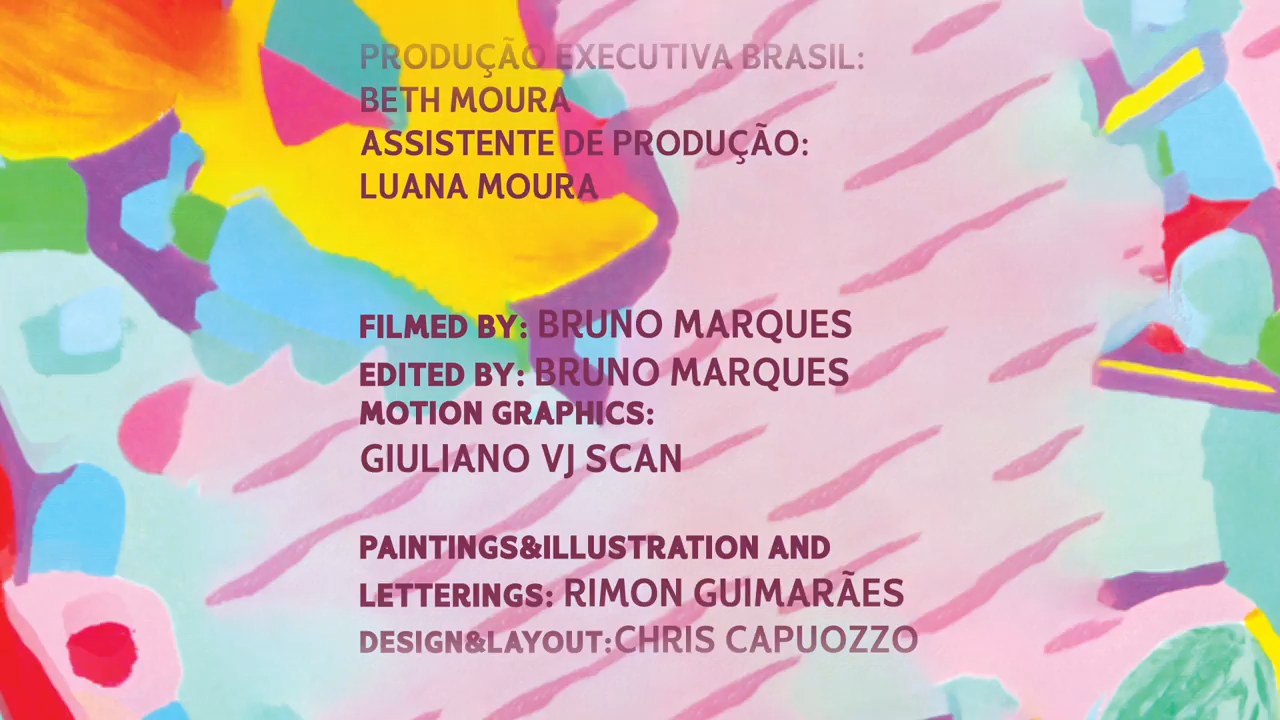 PRODUÇÃO EXECUTIVA BRASIL:
BETH MOURA
ASSISTENTE DE PRODUÇÃO:
LUANA MOURA
FILMED BY: BRUNO MARQUES
EDITED BY: BRUNO MARQUES
MOTION GRAPHICS:
GIULIANO VJ SCAN
PAINTINGS&ILLUSTRATION AND
LETTERINGS: RIMON GUIMARÃES
DESIGN&LAYOUT:CHRIS CAPUOZZO